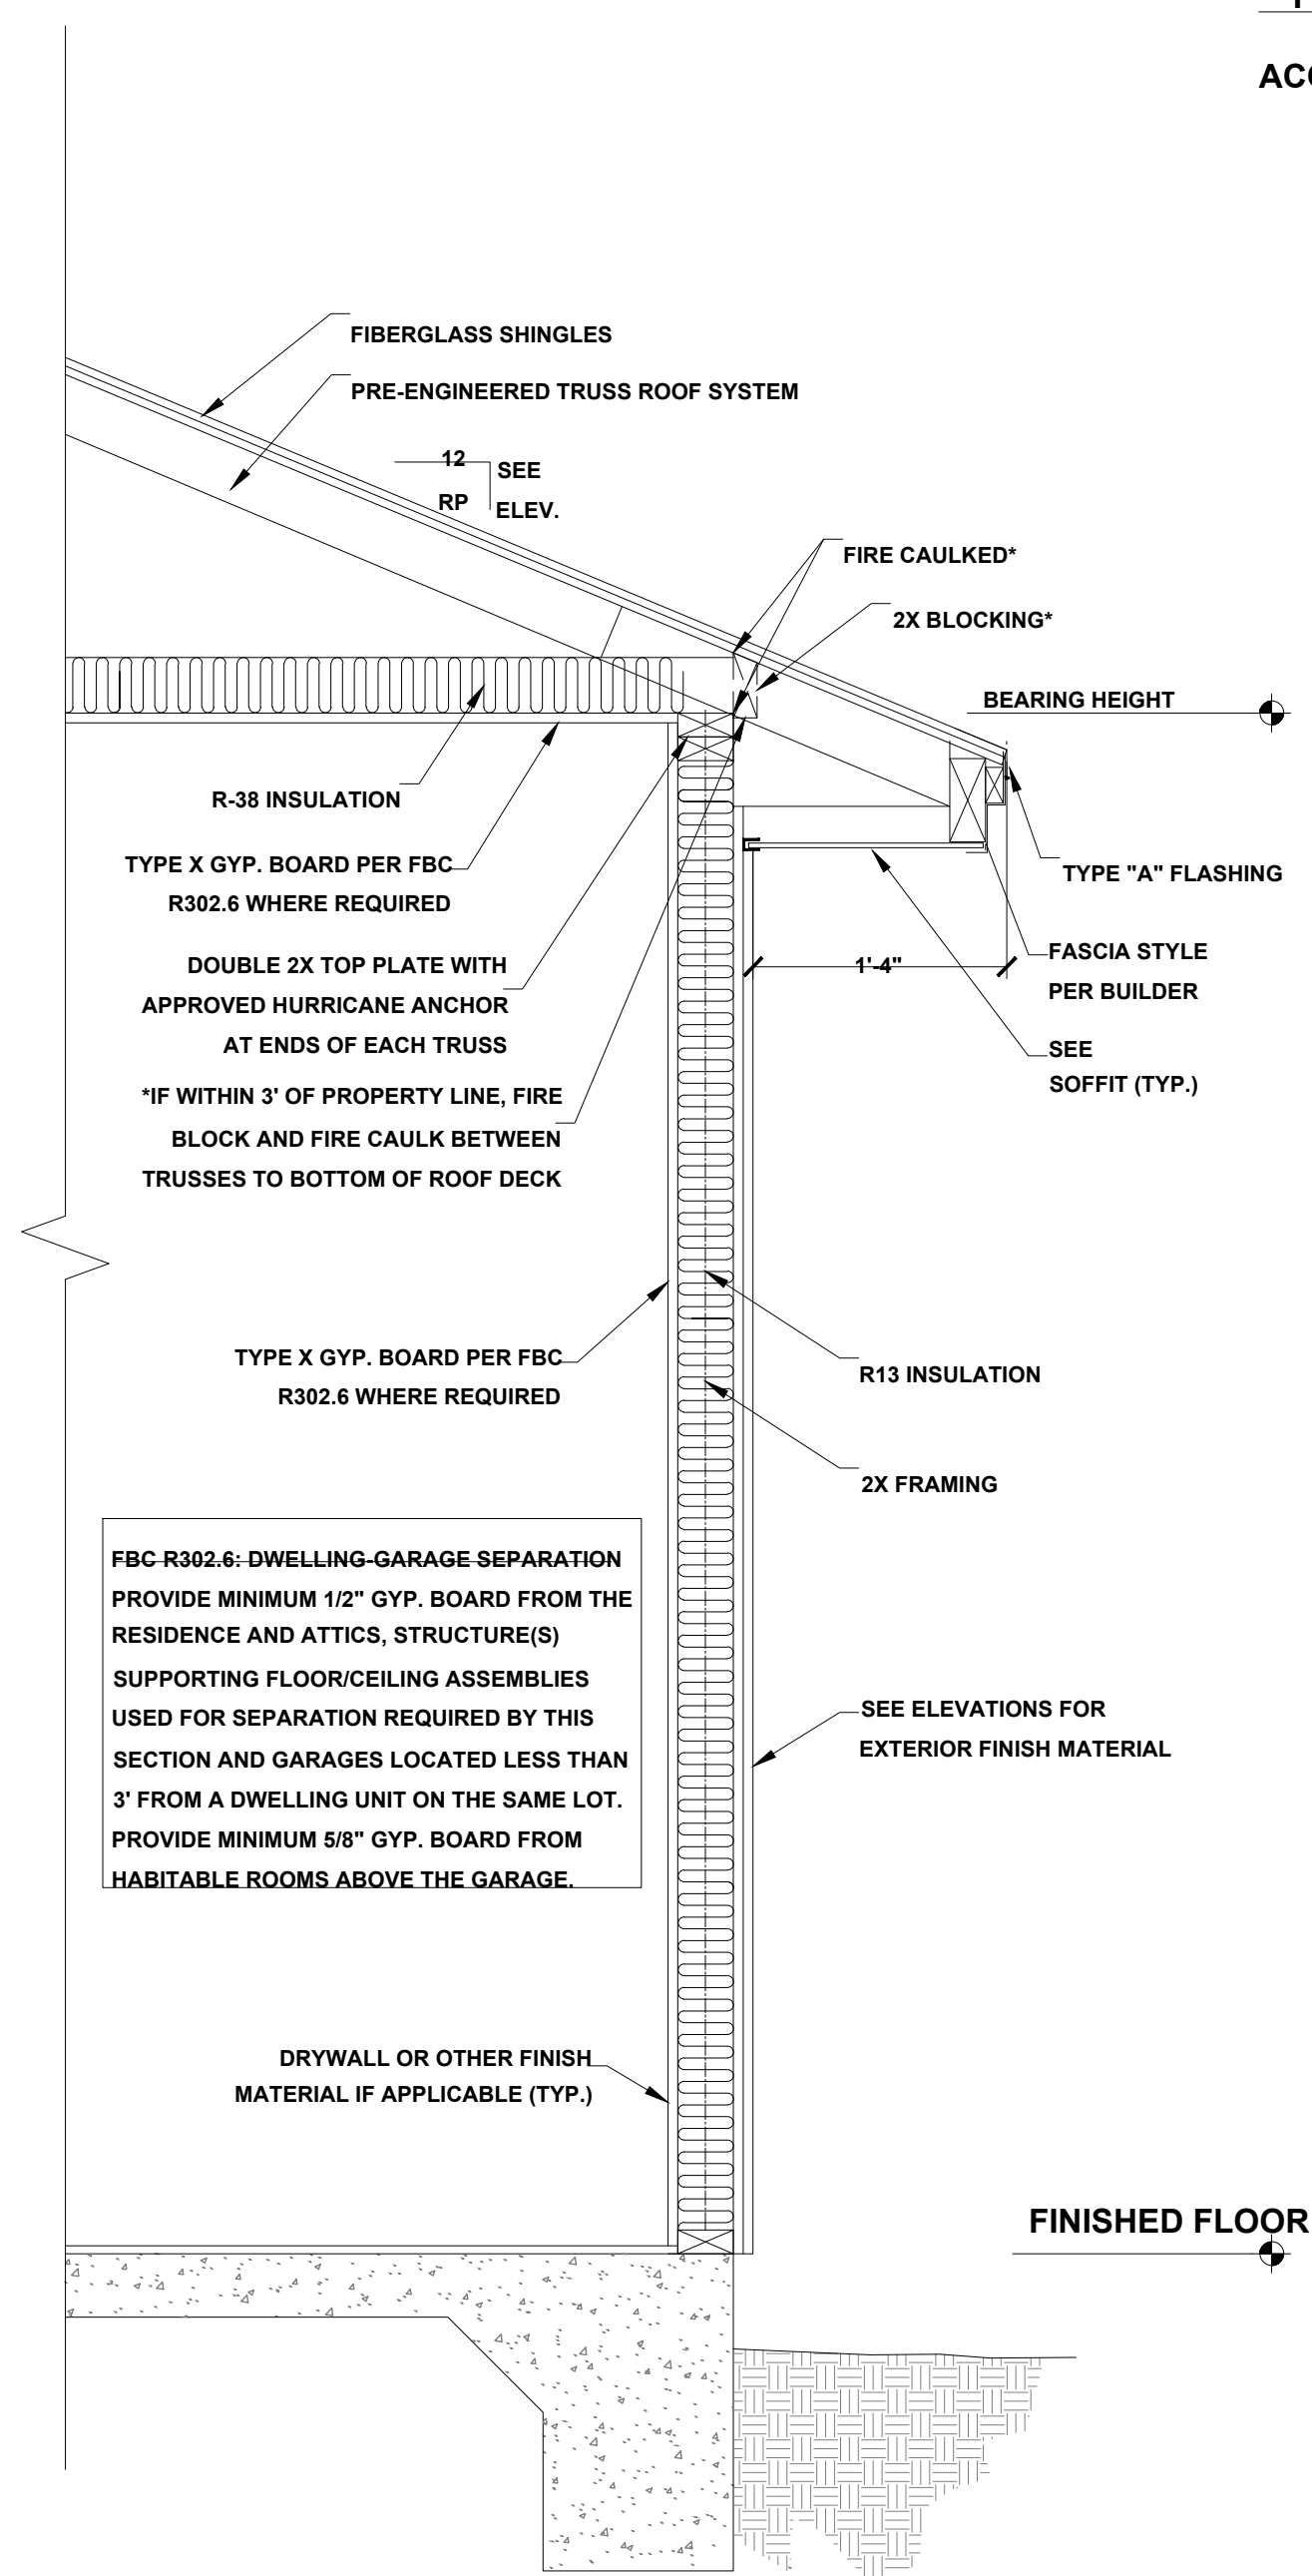 ACC
FIBERGLASS SHINGLES
PRE-ENGINEERED TRUSS ROOF SYSTEM
12
SEE
RP
ELEV.
FIRE CAULKED*
2X BLOCKING*
BEARING HEIGHT
R-38 INSULATION
TYPE X GYP. BOARD PER FBC
R302.6 WHERE REQUIRED
TYPE "A" FLASHING
DOUBLE 2X TOP PLATE WITH
APPROVED HURRICANE ANCHOR
AT ENDS OF EACH TRUSS
1'-4"
FASCIA STYLE
PER BUILDER
SEE
SOFFIT (TYP.)
*IF WITHIN 3' OF PROPERTY LINE, FIRE
BLOCK AND FIRE CAULK BETWEEN
TRUSSES TO BOTTOM OF ROOF DECK
TYPE X GYP. BOARD PER FBC
R302.6 WHERE REQUIRED
R13 INSULATION
2X FRAMING
FBC R302.6: DWELLING-GARAGE SEPARATION
PROVIDE MINIMUM 1/2" GYP. BOARD FROM THE
RESIDENCE AND ATTICS, STRUCTURE(S)
SUPPORTING FLOOR/CEILING ASSEMBLIES
USED FOR SEPARATION REQUIRED BY THIS
SECTION AND GARAGES LOCATED LESS THAN
3' FROM A DWELLING UNIT ON THE SAME LOT.
PROVIDE MINIMUM 5/8" GYP. BOARD FROM
HABITABLE ROOMS ABOVE THE GARAGE.
SEE ELEVATIONS FOR
EXTERIOR FINISH MATERIAL
DRYWALL OR OTHER FINISH
MATERIAL IF APPLICABLE (TYP.)
FINISHED FLOOR